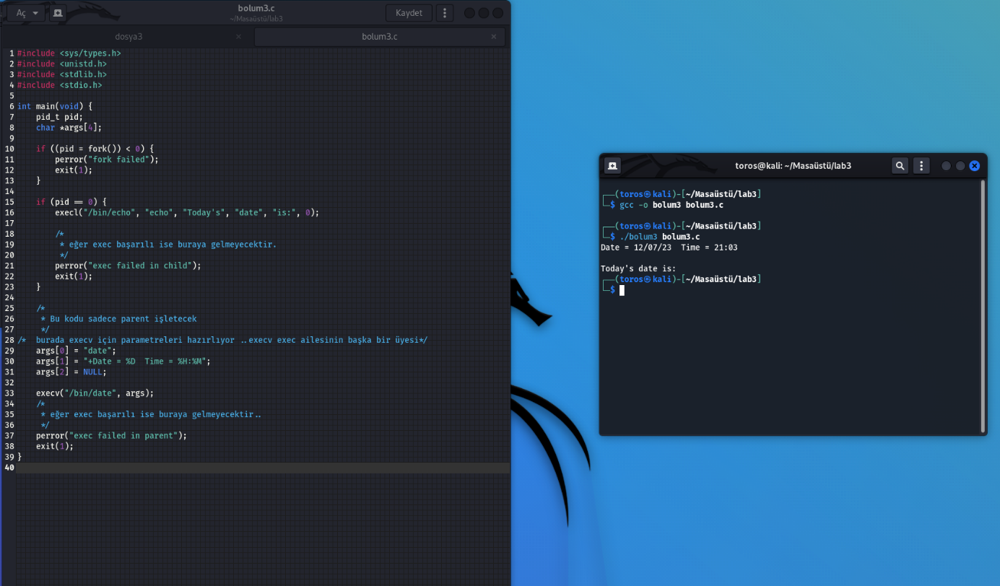 Aç
bolum3.c
~/Masaüstü/lab3
Kaydet
dosya3
bolum3.c
1 #include <sys/types.h>
2 #include <unistd.h>
3 #include <stdlib.h>
4 #include <stdio.h>
5
6 int main(void) {
7     pid_t pid;
8     char *args[4];
9
10     if ((pid = fork()) < 0) {
11         perror("fork failed");
12         exit(1);
13     }
14
15     if (pid == 0) {
16         execl("/bin/echo", "echo", "Today's", "date", "is:", 0);
17
18         /*
19          * eğer exec başarılı ise buraya gelmeyecektir.
20          */
21         perror("exec failed in child");
22         exit(1);
23     }
24
25     /*
26      * Bu kodu sadece parent işletecek
27      */
28 /*  burada execv için parametreleri hazırlıyor ..execv exec ailesinin başka bir üyesi*/
29     args[0] = "date";
30     args[1] = "+Date = %D  Time = %H:%M";
31     args[2] = NULL;
32
33     execv("/bin/date", args);
34     /*
35      * eğer exec başarılı ise buraya gelmeyecektir..
36      */
37     perror("exec failed in parent");
38     exit(1);
39 }
40
toros@kali: ~/Masaüstü/lab3
┌──(toros㉿kali)-[~/Masaüstü/lab3]
└─$ gcc -o bolum3 bolum3.c
┌──(toros㉿kali)-[~/Masaüstü/lab3]
└─$ ./bolum3 bolum3.c
Date = 12/07/23  Time = 21:03
Today's date is:
┌──(toros㉿kali)-[~/Masaüstü/lab3]
└─$